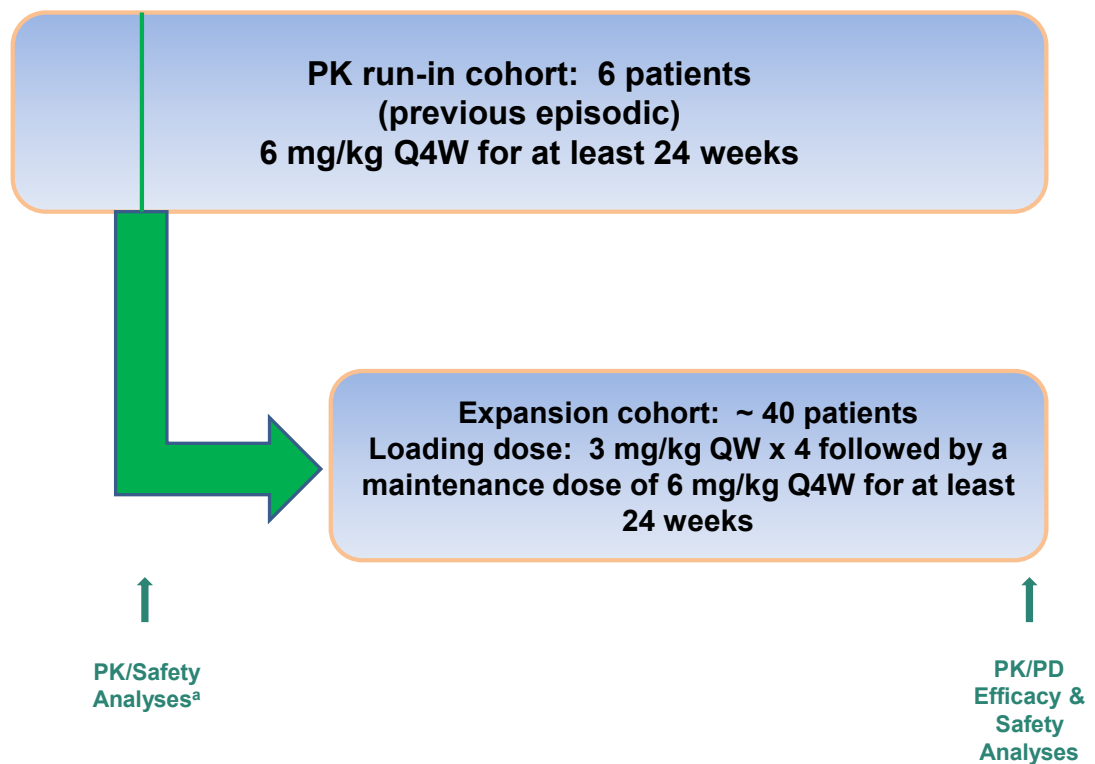 PK run-in cohort:  6 patients
(previous episodic)
6 mg/kg Q4W for at least 24 weeks
Expansion cohort:  ~ 40 patients
Loading dose:  3 mg/kg QW x 4 followed by a
maintenance dose of 6 mg/kg Q4W for at least
24 weeks
PK/Safety
Analysesᵃ
PK/PD
Efficacy &
Safety
Analyses